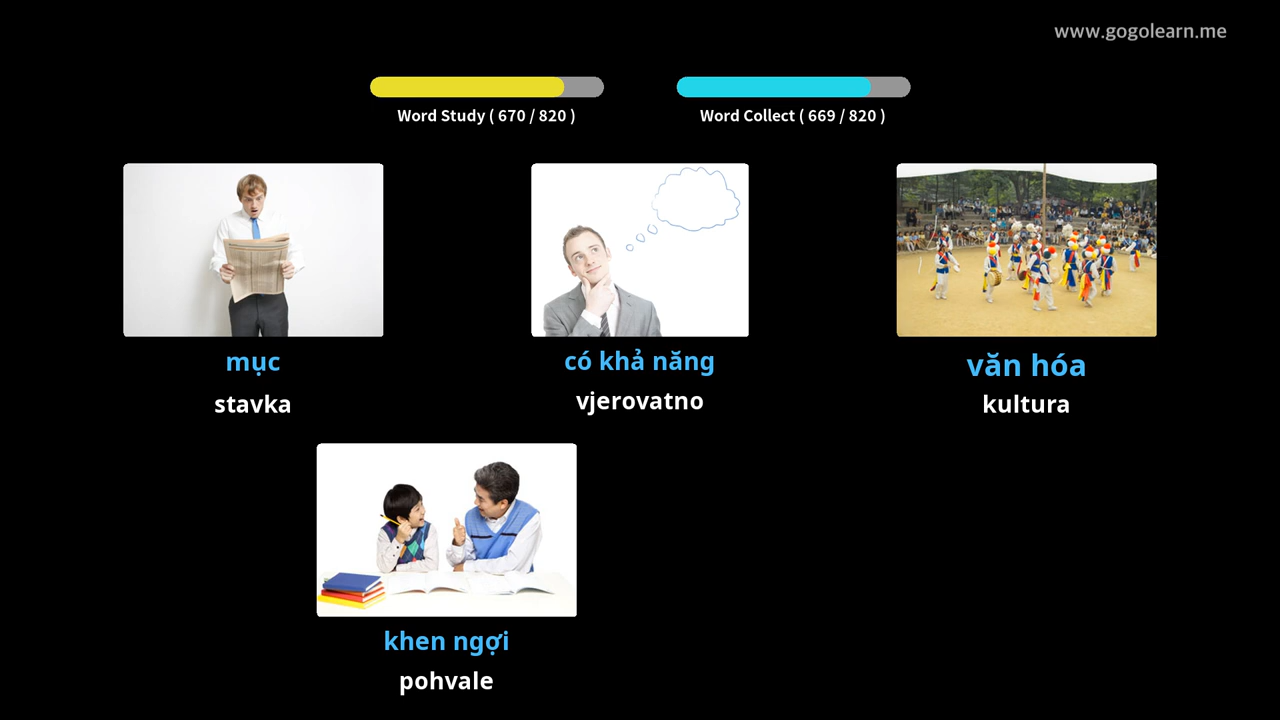 www.gogolearn.me
Word Study ( 670 / 820 )
Word Collect ( 669 / 820 )
mục
stavka
có khả năng
vjerovatno
văn hóa
kultura
khen ngợi
pohvale